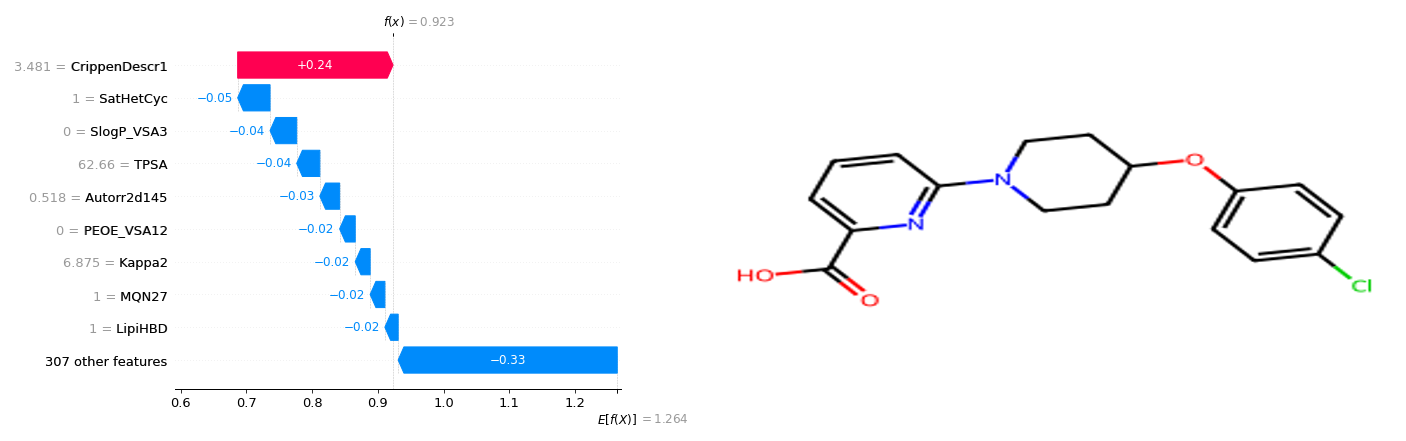 f(x) = 0.923
3.481 = CrippenDescr1
+0.24
1 = SatHetCyc
−0.05
0 = SlogP_VSA3
−0.04
62.66 = TPSA
−0.04
0.518 = Autorr2d145
−0.03
0 = PEOE_VSA12
−0.02
6.875 = Kappa2
−0.02
1 = MQN27
−0.02
1 = LipiHBD
−0.02
307 other features
−0.33
0.6 0.7 0.8 0.9 1.0 1.1 1.2
E[f(X)] = 1.264
O
N
N
HO
O
Cl